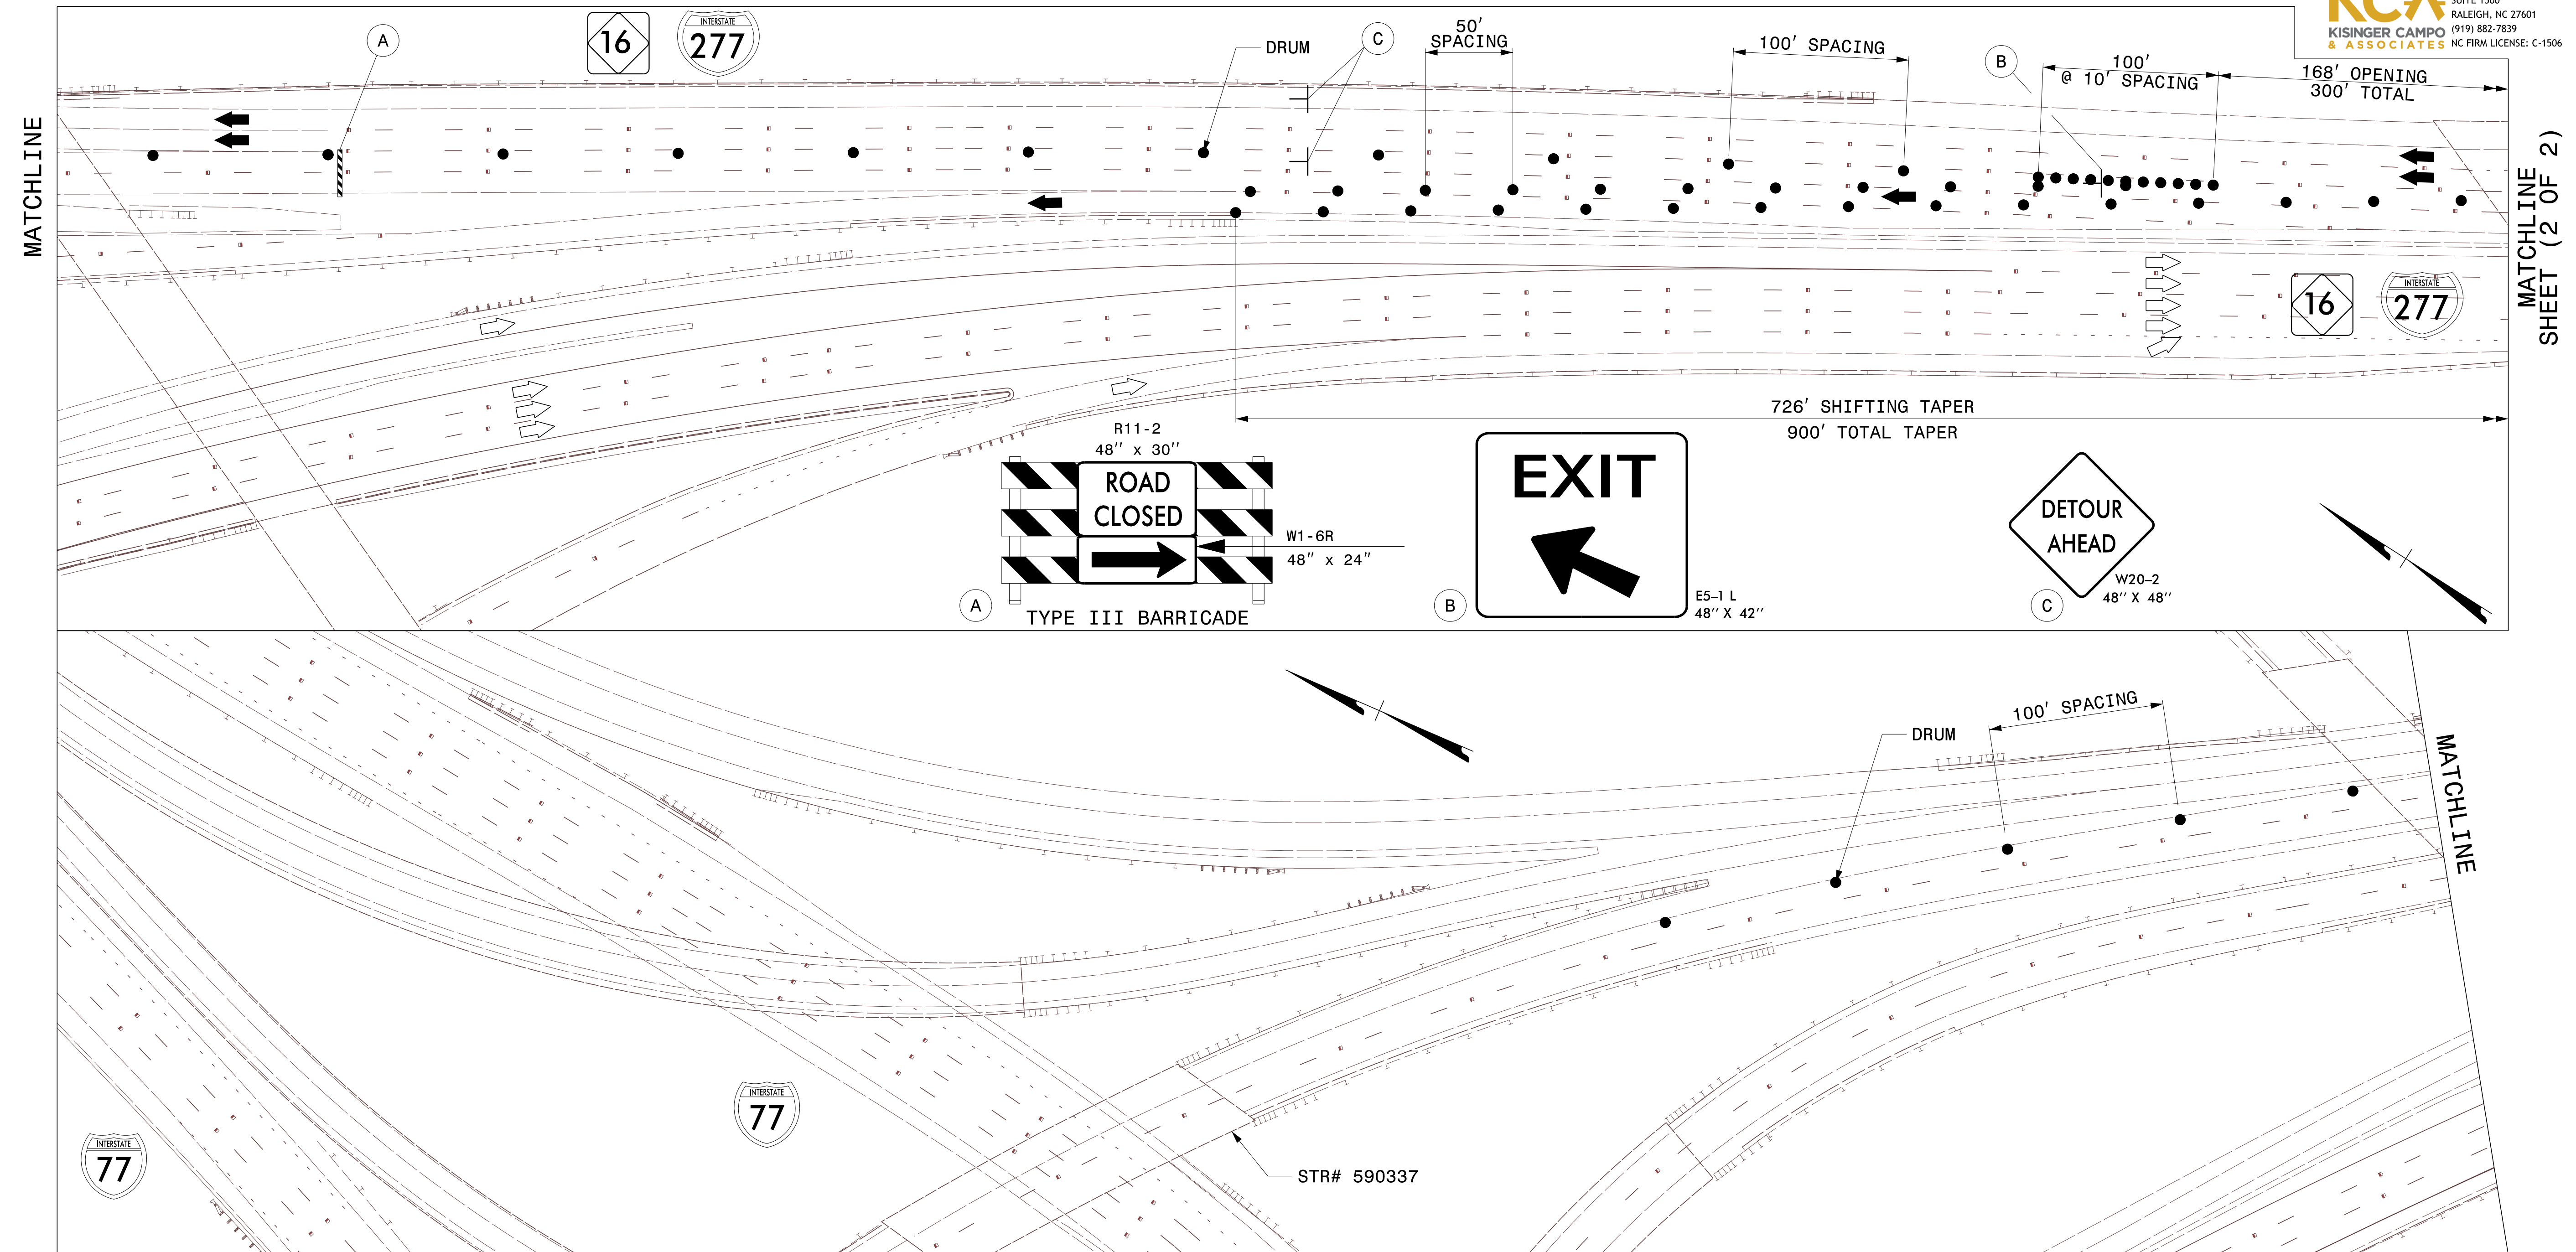 SUITE 1500
RALEIGH, NC 27601
(919) 882-7839
NC FIRM LICENSE: C-1506
KCA
KISINGER CAMPO
& ASSOCIATES
A
16
INTERSTATE
277
DRUM
C
50' SPACING
100' SPACING
B
100'
@ 10' SPACING
168' OPENING
300' TOTAL
MATCHLINE
MATCHLINE
SHEET (2 OF 2)
16
INTERSTATE
277
726' SHIFTING TAPER
900' TOTAL TAPER
R11-2
48" x 30"
ROAD
CLOSED
W1-6R
48" x 24"
A
TYPE III BARRICADE
EXIT
B
E5-1 L
48" X 42"
DETOUR
AHEAD
W20-2
48" X 48"
C
100' SPACING
DRUM
MATCHLINE
INTERSTATE
77
INTERSTATE
77
STR# 590337